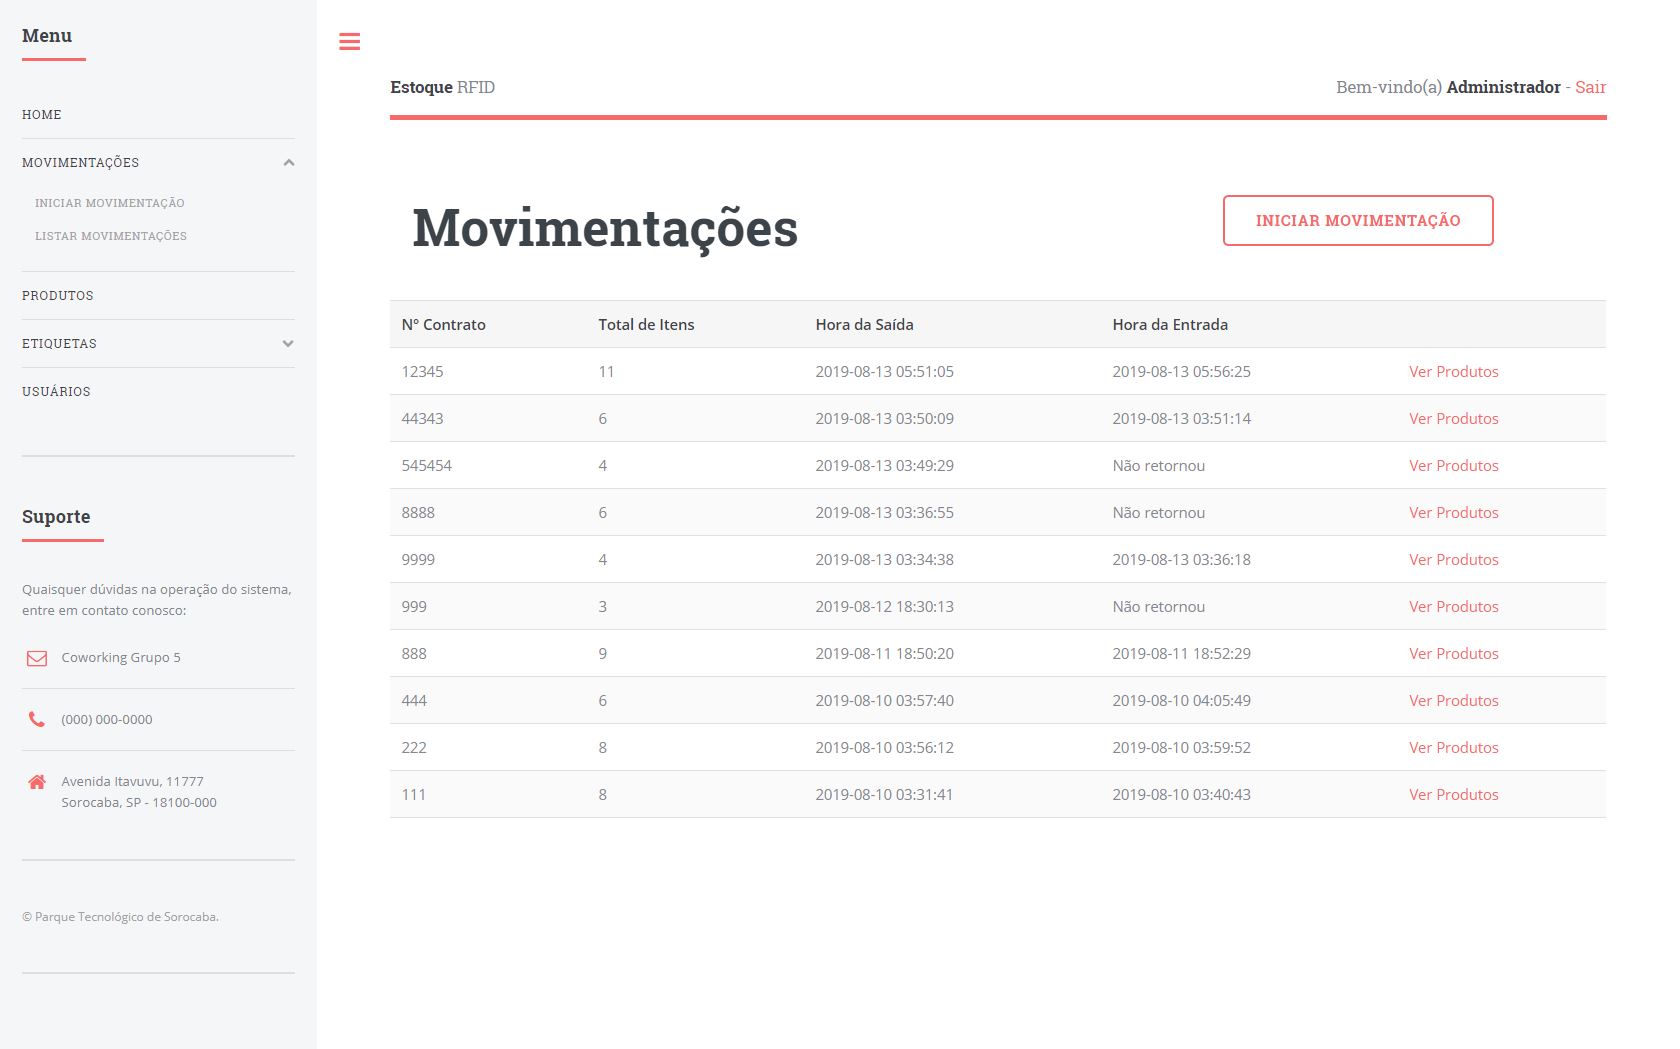 Menu
HOME
MOVIMENTAÇÕES
INICIAR MOVIMENTAÇÃO
LISTAR MOVIMENTAÇÕES
PRODUTOS
ETIQUETAS
USUÁRIOS
Suporte
Quaisquer dúvidas na operação do sistema,
entre em contato conosco:
Coworking Grupo 5
(000) 000-0000
Avenida Itavuvu, 11777
Sorocaba, SP - 18100-000
© Parque Tecnológico de Sorocaba.
Estoque RFID
Bem-vindo(a) Administrador - Sair
Movimentações
INICIAR MOVIMENTAÇÃO
Nº Contrato Total de Itens Hora da Saída Hora da Entrada
12345 11 2019-08-13 05:51:05 2019-08-13 05:56:25 Ver Produtos
44343 6 2019-08-13 03:50:09 2019-08-13 03:51:14 Ver Produtos
545454 4 2019-08-13 03:49:29 Não retornou Ver Produtos
8888 6 2019-08-13 03:36:55 Não retornou Ver Produtos
9999 4 2019-08-13 03:34:38 2019-08-13 03:36:18 Ver Produtos
999 3 2019-08-12 18:30:13 Não retornou Ver Produtos
888 9 2019-08-11 18:50:20 2019-08-11 18:52:29 Ver Produtos
444 6 2019-08-10 03:57:40 2019-08-10 04:05:49 Ver Produtos
222 8 2019-08-10 03:56:12 2019-08-10 03:59:52 Ver Produtos
111 8 2019-08-10 03:31:41 2019-08-10 03:40:43 Ver Produtos